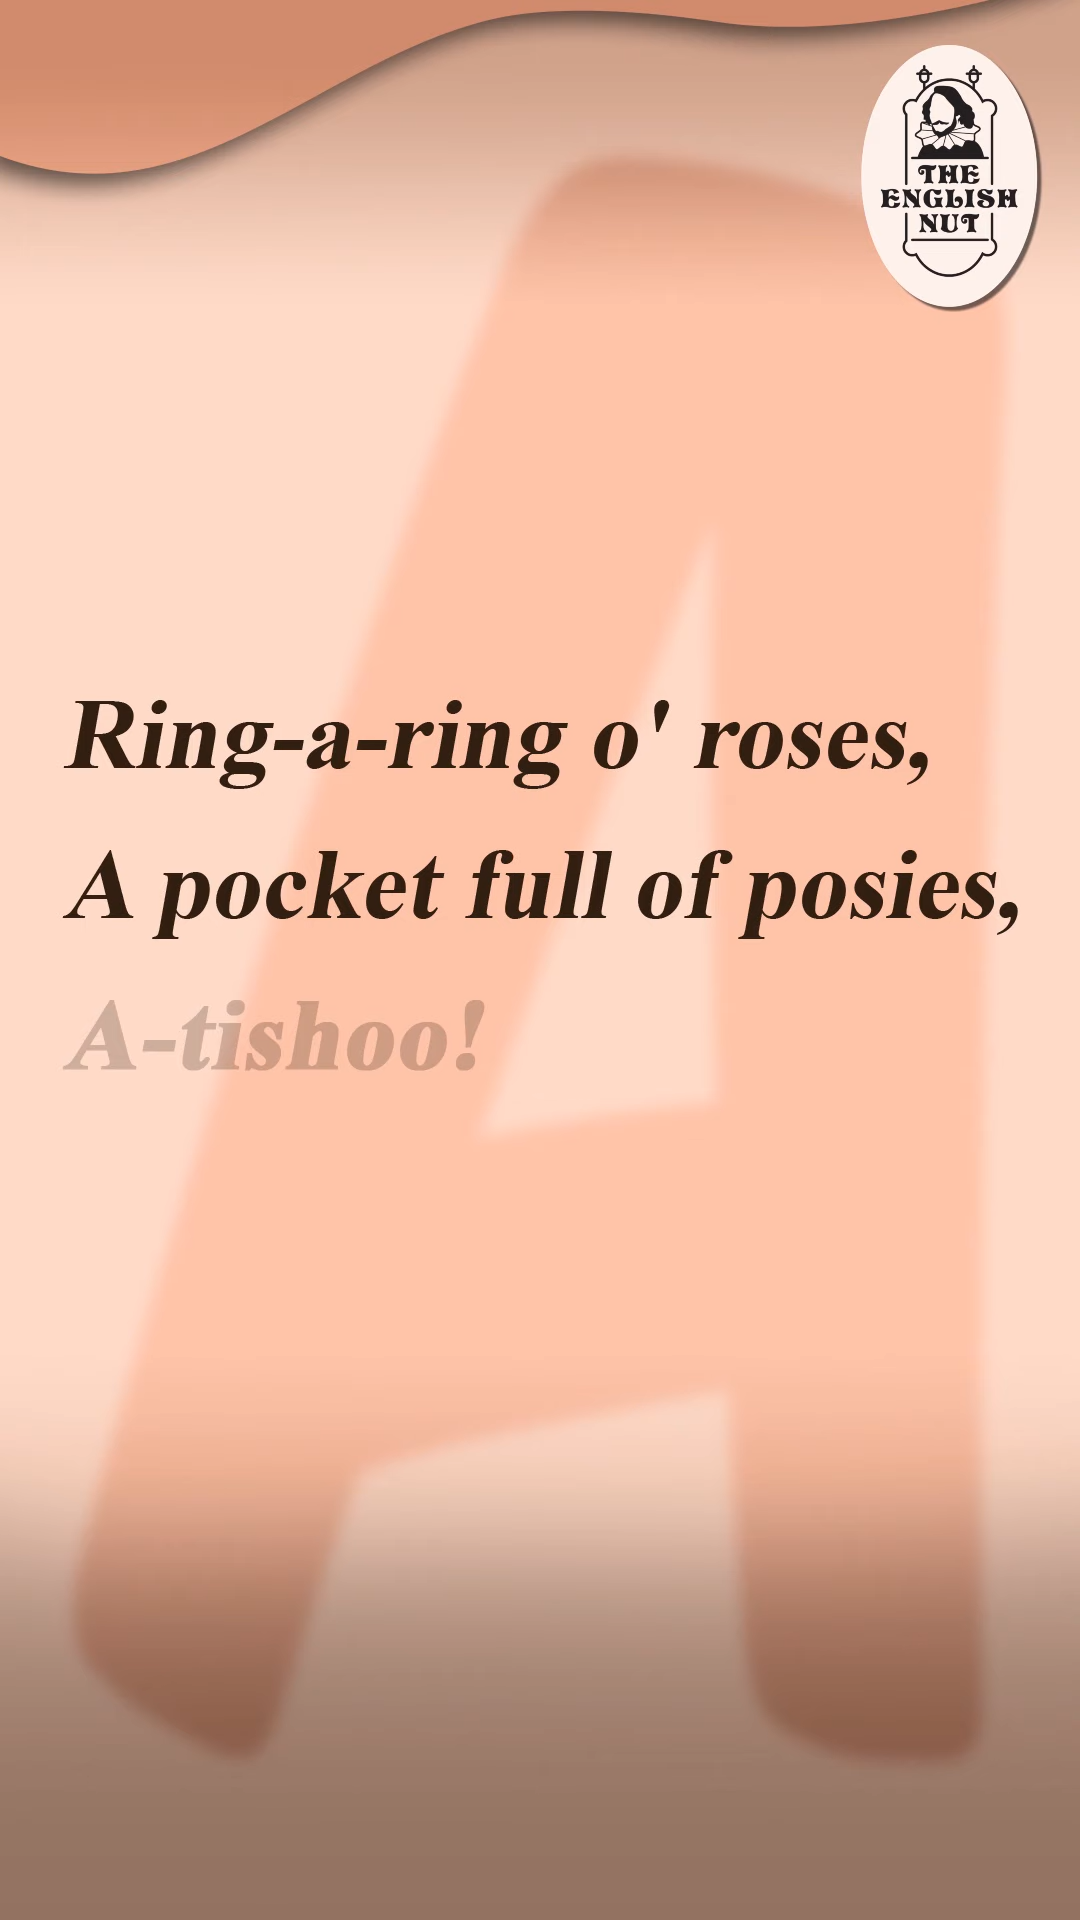 THE
ENGLISH
NUT
Ring-a-ring o' roses,
A pocket full of posies,
A-tishoo!
A